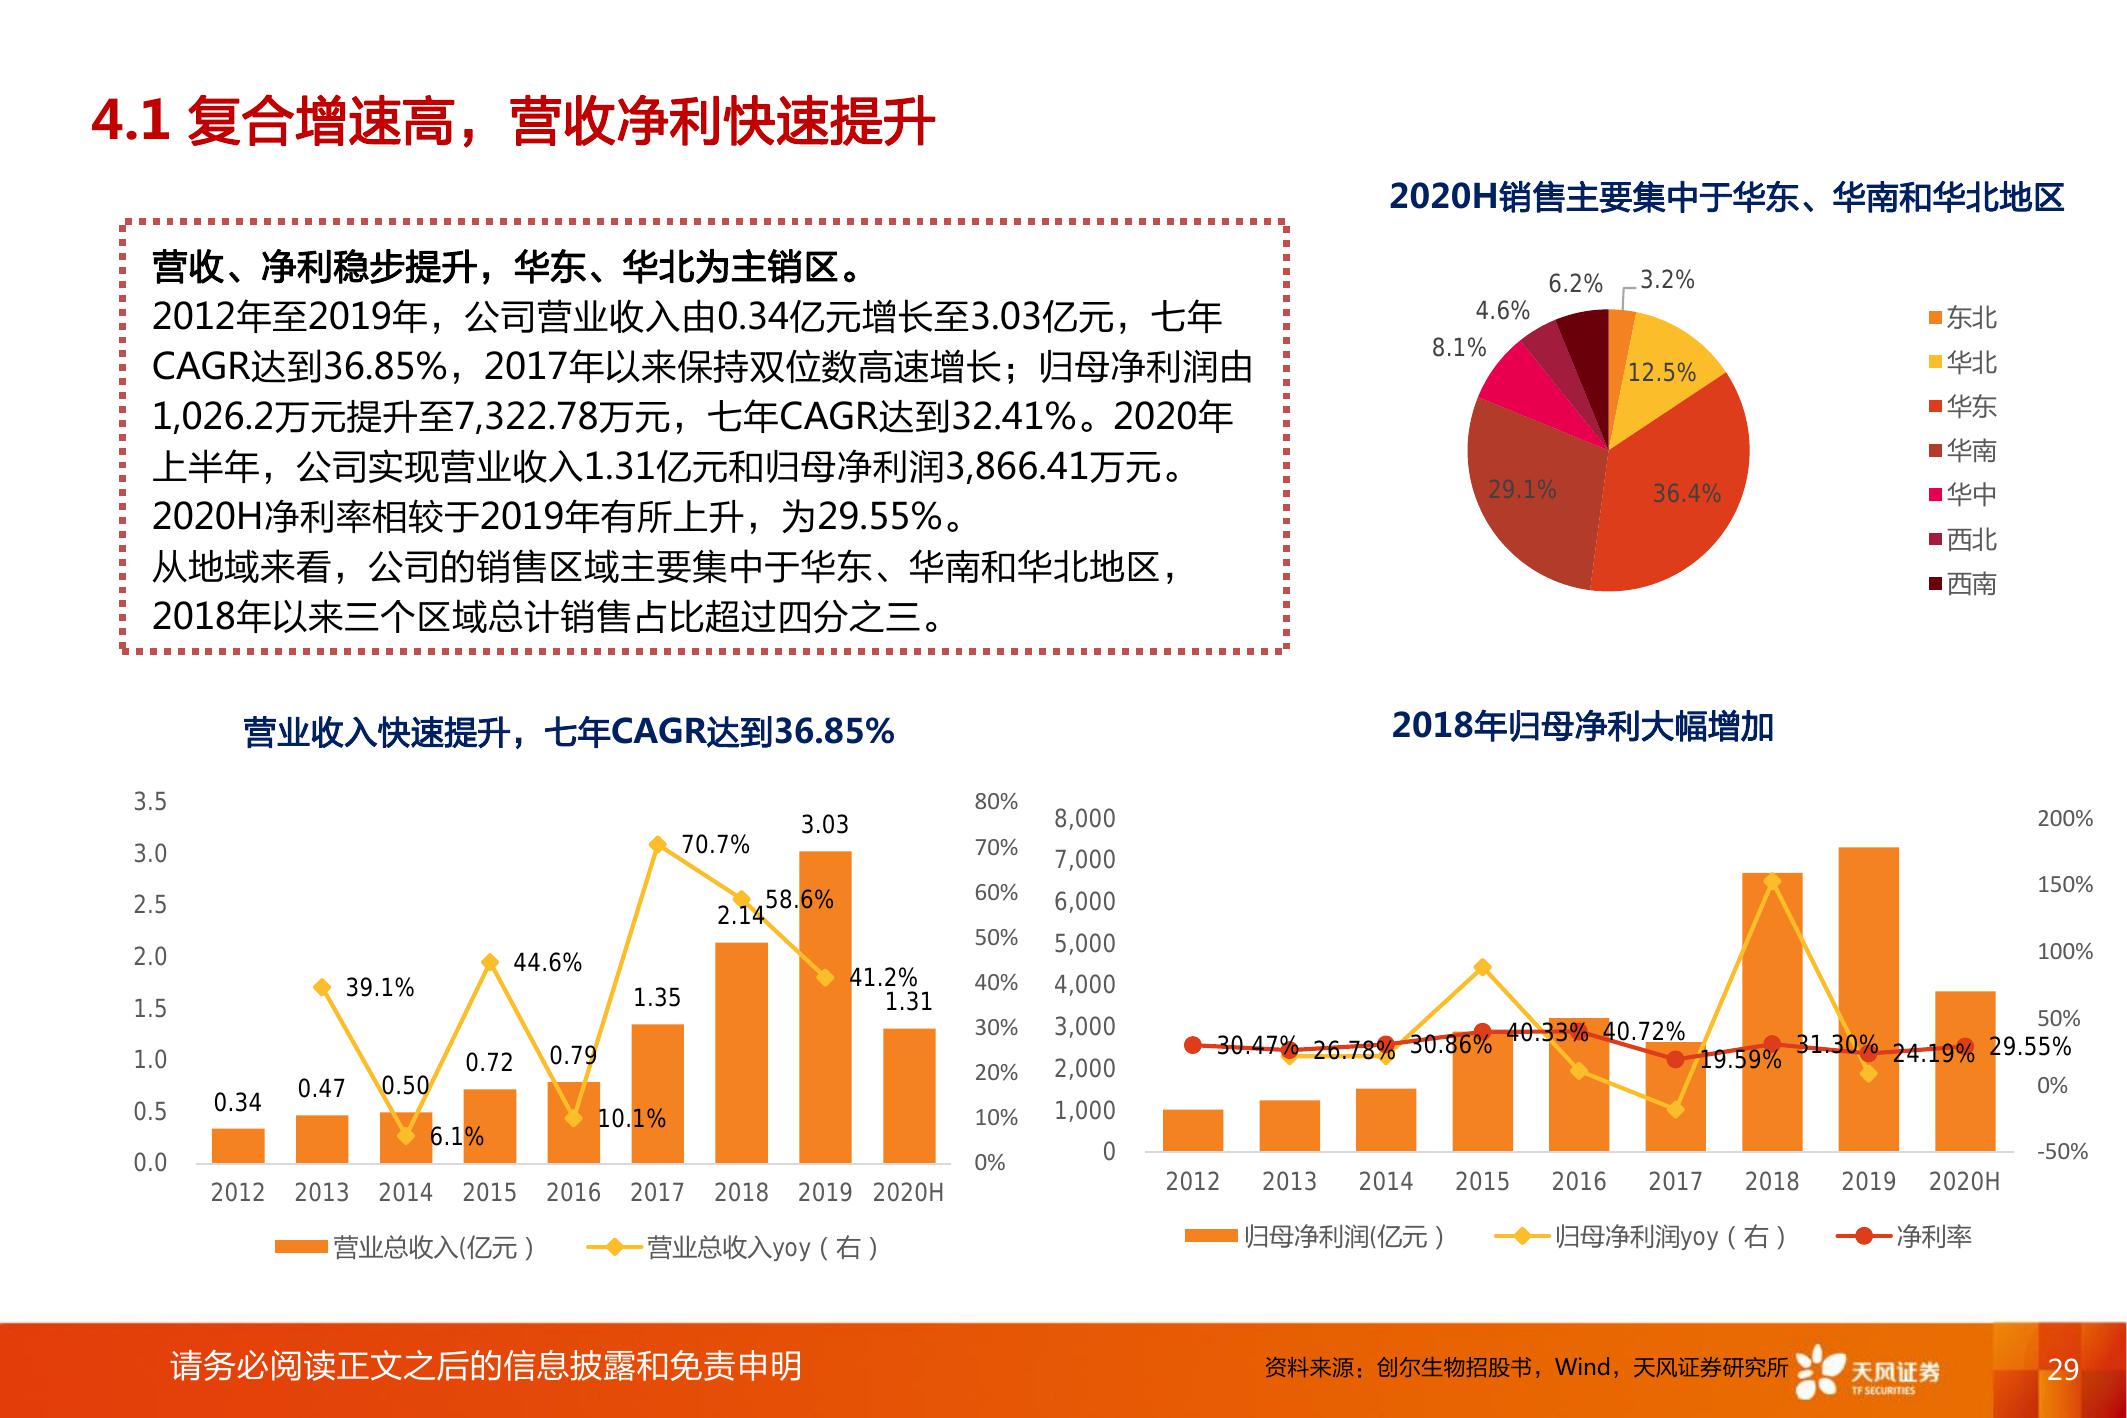 4.1 复合增速高，营收净利快速提升
营收、净利稳步提升，华东、华北为主销区。
2012年至2019年，公司营业收入由0.34亿元增长至3.03亿元，七年
CAGR达到36.85%，2017年以来保持双位数高速增长；归母净利润由
1,026.2万元提升至7,322.78万元，七年CAGR达到32.41%。2020年
上半年，公司实现营业收入1.31亿元和归母净利润3,866.41万元。
2020H净利率相较于2019年有所上升，为29.55%。
从地域来看，公司的销售区域主要集中于华东、华南和华北地区，
2018年以来三个区域总计销售占比超过四分之三。
2020H销售主要集中于华东、华南和华北地区
3.2%
6.2%
4.6%
8.1%
12.5%
29.1%
36.4%
东北
华北
华东
华南
华中
西北
西南
营业收入快速提升，七年CAGR达到36.85%
3.5
3.0
2.5
2.0
1.5
1.0
0.5
0.0
80%
70%
60%
50%
40%
30%
20%
10%
0%
0.34
0.47
0.50
0.72
0.79
1.35
2.14
3.03
1.31
39.1%
6.1%
44.6%
10.1%
70.7%
58.6%
41.2%
2012 2013 2014 2015 2016 2017 2018 2019 2020H
营业总收入(亿元） 营业总收入yoy（右）
2018年归母净利大幅增加
8,000
7,000
6,000
5,000
4,000
3,000
2,000
1,000
0
200%
150%
100%
50%
0%
-50%
30.47% 26.78% 30.86% 40.33% 40.72% 19.59% 31.30% 24.19% 29.55%
2012 2013 2014 2015 2016 2017 2018 2019 2020H
归母净利润(亿元） 归母净利润yoy（右） 净利率
请务必阅读正文之后的信息披露和免责申明
资料来源：创尔生物招股书，Wind，天风证券研究所
天风证券
TF SECURITIES
29